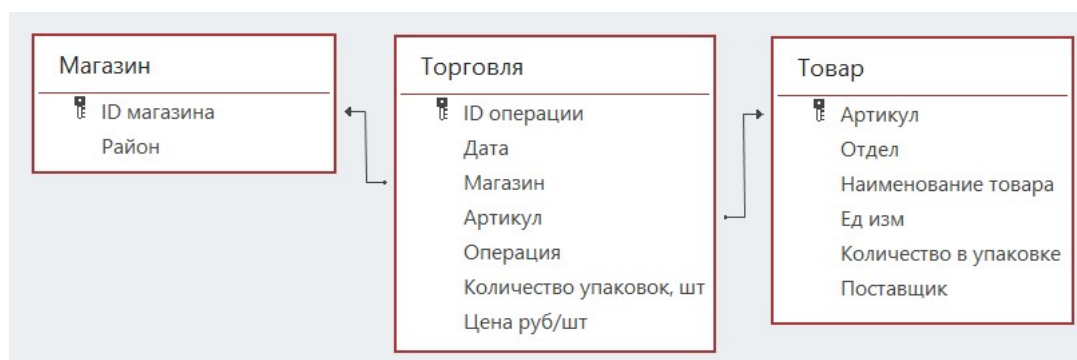 Магазин
ID магазина
Район
Торговля
ID операции
Дата
Магазин
Артикул
Операция
Количество упаковок, шт
Цена руб/шт
Товар
Артикул
Отдел
Наименование товара
Ед изм
Количество в упаковке
Поставщик